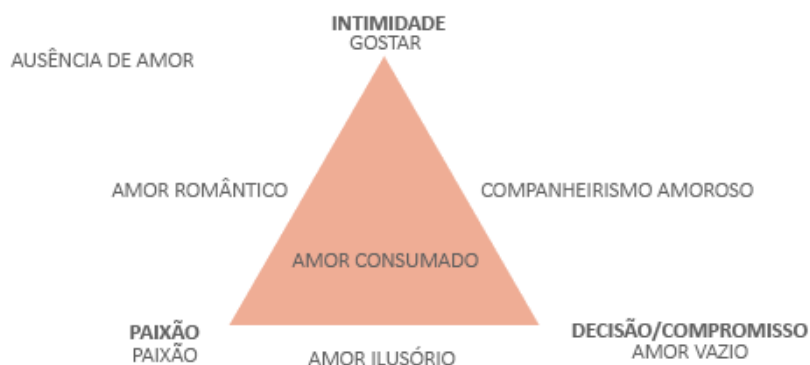 INTIMIDADE
GOSTAR
AUSÊNCIA DE AMOR
AMOR ROMÂNTICO
COMPANHEIRISMO AMOROSO
AMOR CONSUMADO
PAIXÃO
PAIXÃO
AMOR ILUSÓRIO
DECISÃO/COMPROMISSO
AMOR VAZIO